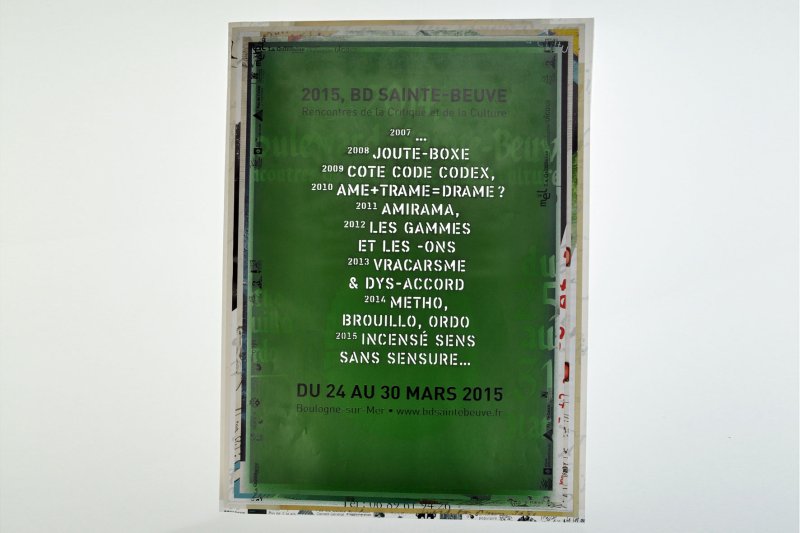 2015, BD SAINTE-BEUVE
Rencontres de la Critique et de la Culture
2007 ...
2008 JOUTE-BOXE
2009 COTE CODE CODEX,
2010 AME+TRAME=DRAME ?
2011 AMIRAMA,
2012 LES GAMMES
ET LES -ONS
2013 VRACARSME
& DYS-ACCORD
2014 METHO,
BROUILLO, ORDO
2015 INCENSÉ SENS
SANS SENSURE...
DU 24 AU 30 MARS 2015
Boulogne-sur-Mer • www.bdsaintebeuve.fr